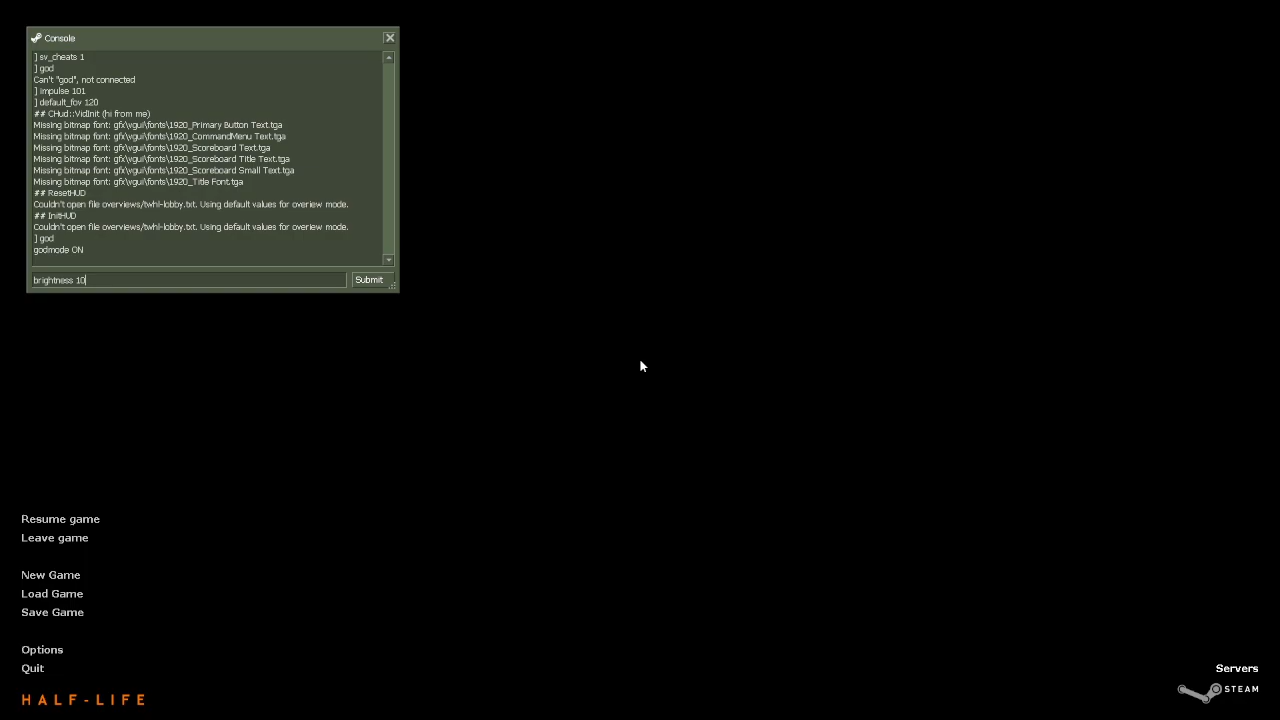 Console
] sv_cheats 1
] god
Can't "god", not connected
] impulse 101
] default_fov 120
## CHud::VidInit (hi from me)
Missing bitmap font: gfx\vgui\fonts\1920_Primary Button Text.tga
Missing bitmap font: gfx\vgui\fonts\1920_CommandMenu Text.tga
Missing bitmap font: gfx\vgui\fonts\1920_Scoreboard Text.tga
Missing bitmap font: gfx\vgui\fonts\1920_Scoreboard Title Text.tga
Missing bitmap font: gfx\vgui\fonts\1920_Scoreboard Small Text.tga
Missing bitmap font: gfx\vgui\fonts\1920_Title Font.tga
## ResetHUD
Couldn't open file overviews/twhl-lobby.txt. Using default values for overiew mode.
## InitHUD
Couldn't open file overviews/twhl-lobby.txt. Using default values for overiew mode.
] god
godmode ON
brightness 10
Submit
Resume game
Leave game
New Game
Load Game
Save Game
Options
Quit
Servers
HALF-LIFE
STEAM